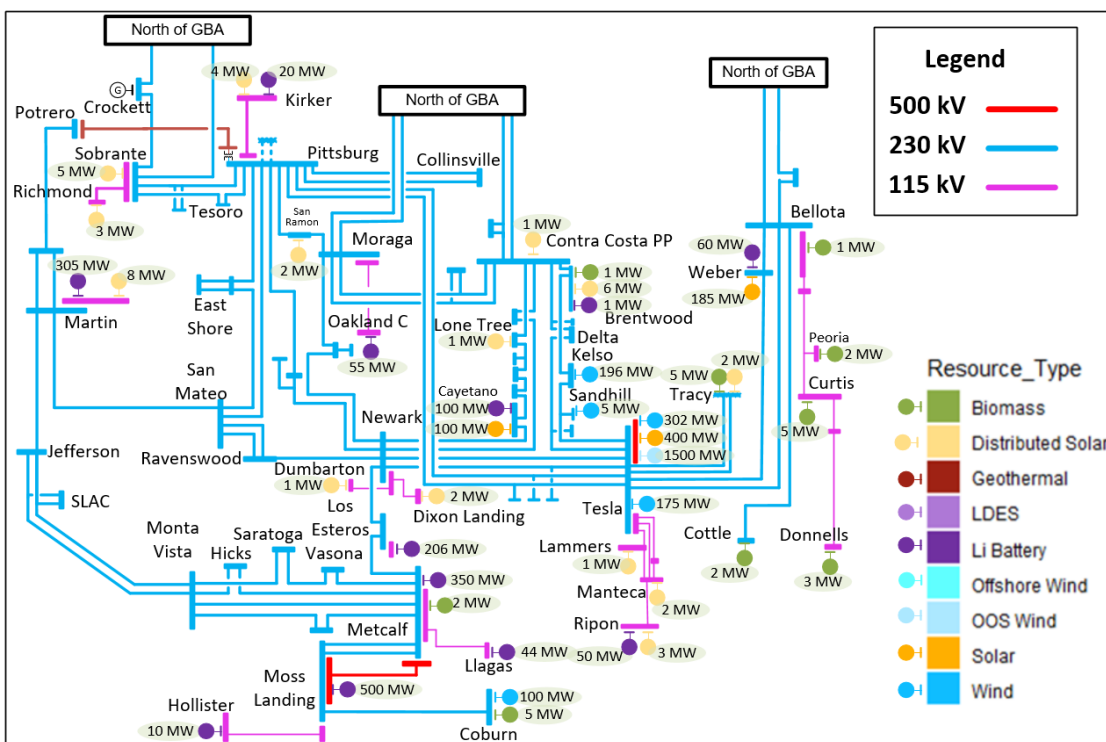 North of GBA
North of GBA
North of GBA
Legend
500 kV
230 kV
115 kV
4 MW
20 MW
Kirker
G
Crockett
Potrero
Sobrante
5 MW
Richmond
3 MW
Tesoro
Pittsburg
Collinsville
San
Ramon
2 MW
Moraga
1 MW
Contra Costa PP
Bellota
1 MW
60 MW
Weber
185 MW
1 MW
6 MW
1 MW
Brentwood
305 MW
8 MW
Martin
East
Shore
Oakland C
55 MW
Lone Tree
1 MW
Delta
Kelso
196 MW
Peoria
2 MW
Curtis
5 MW
2 MW
5 MW
Tracy
San
Mateo
Cayetano
100 MW
100 MW
Sandhill
5 MW
Newark
302 MW
400 MW
1500 MW
Jefferson
Ravenswood
Dumbarton
1 MW
2 MW
Dixon Landing
SLAC
Los
Esteros
206 MW
Tesla
175 MW
Cottle
2 MW
Donnells
3 MW
Monta
Vista
Hicks
Saratoga
Vasona
350 MW
2 MW
Metcalf
Lammers
1 MW
Manteca
2 MW
Ripon
50 MW
3 MW
Llagas
44 MW
Moss
Landing
500 MW
Hollister
10 MW
100 MW
5 MW
Coburn
Resource_Type
Biomass
Distributed Solar
Geothermal
LDES
Li Battery
Offshore Wind
OOS Wind
Solar
Wind